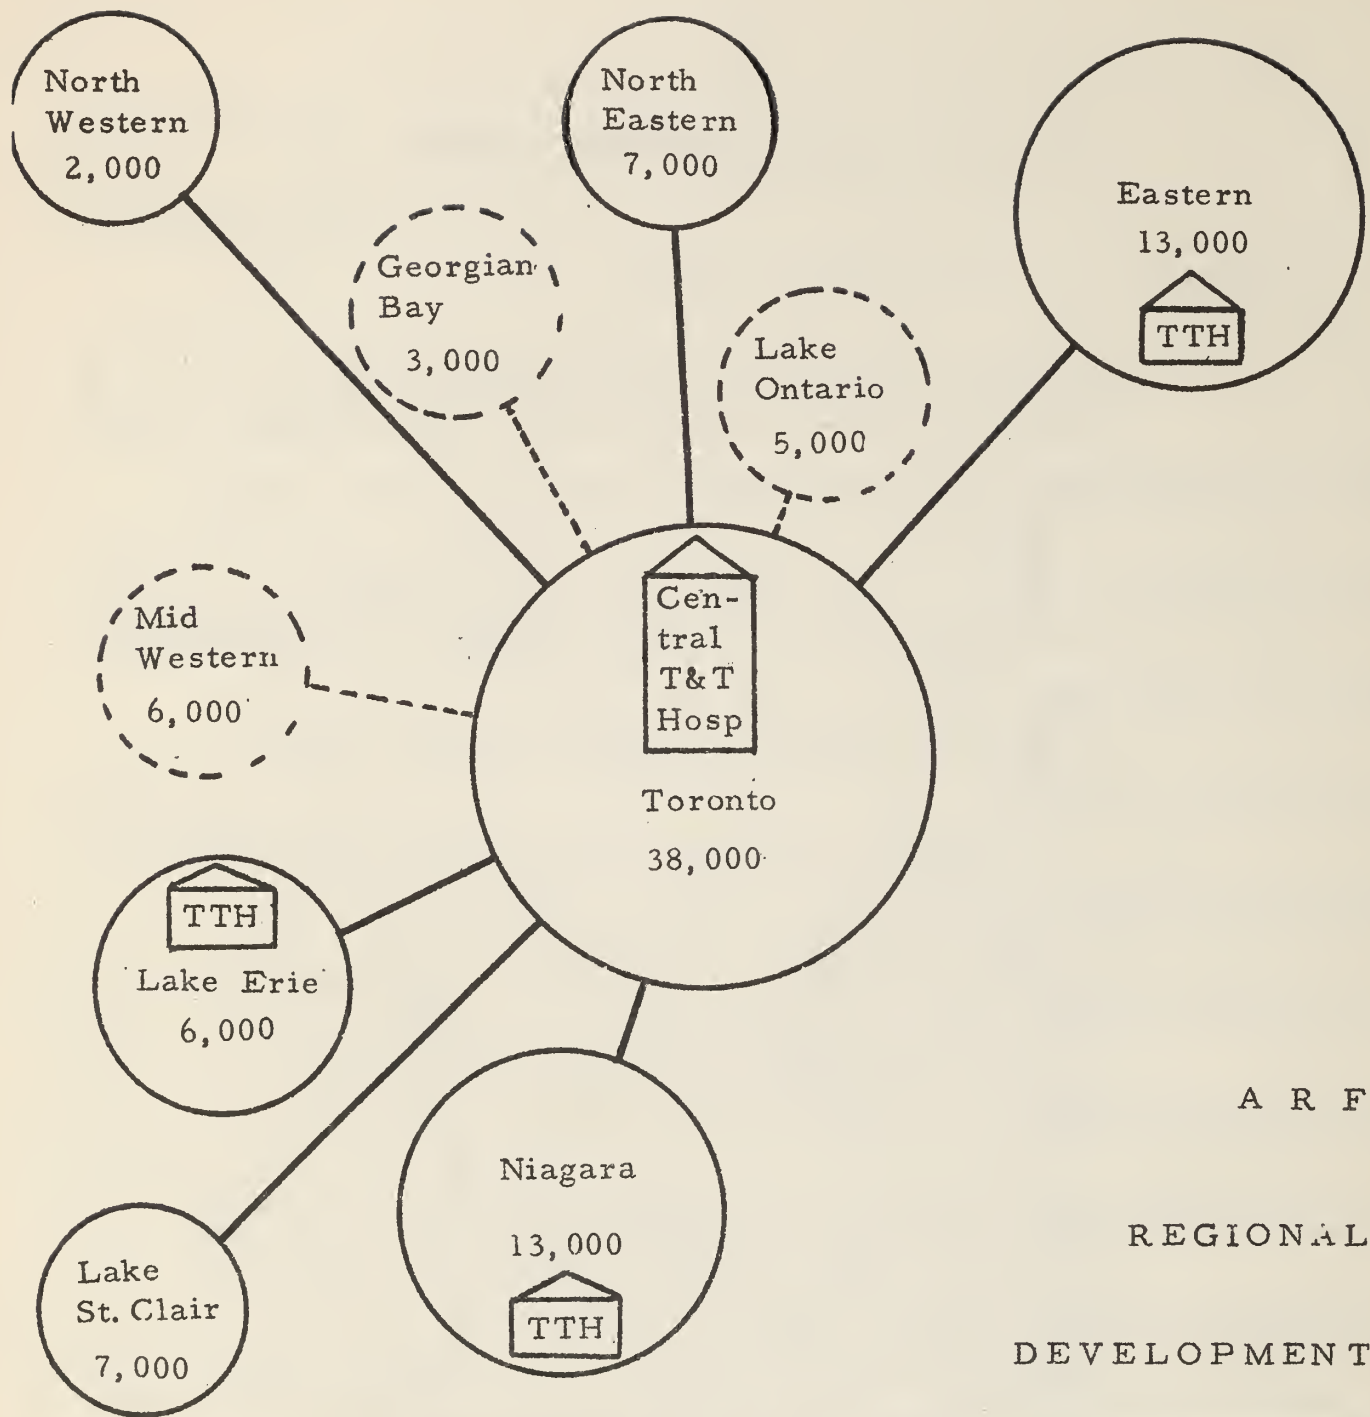 North
Western
2,000
North
Eastern
7,000
Eastern
13,000
TTH
Georgian
Bay
3,000
Lake
Ontario
5,000
Mid
Western
6,000
Cen-
tral
T&T
Hosp
Toronto
38,000
TTH
Lake Erie
6,000
Niagara
13,000
TTH
Lake
St. Clair
7,000
A R F
REGIONAL
DEVELOPMENT